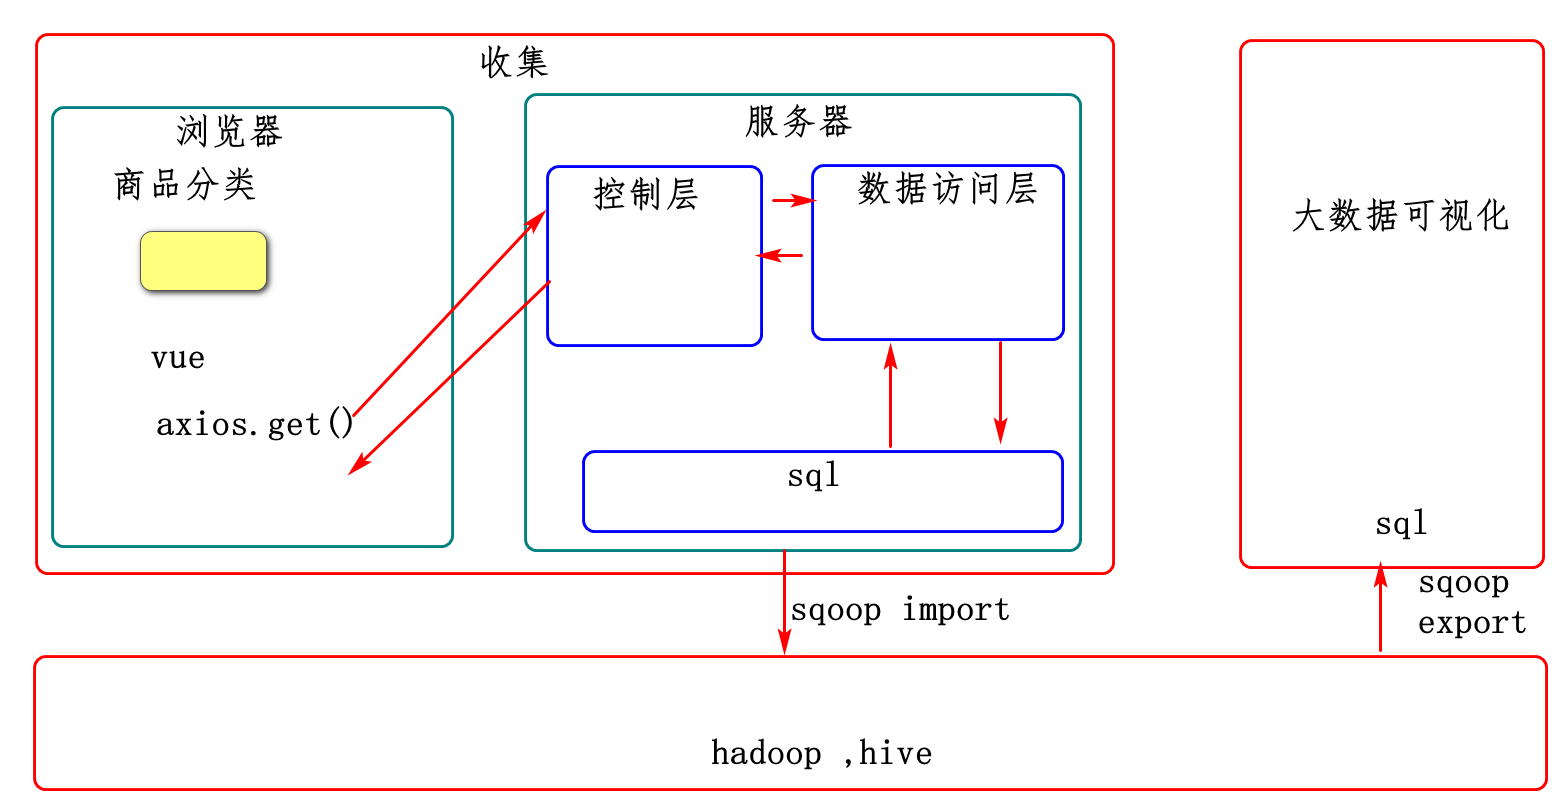 收集
浏览器
商品分类
vue
axios.get()
服务器
控制层
数据访问层
sql
大数据可视化
sql
sqoop import
sqoop
export
hadoop ,hive